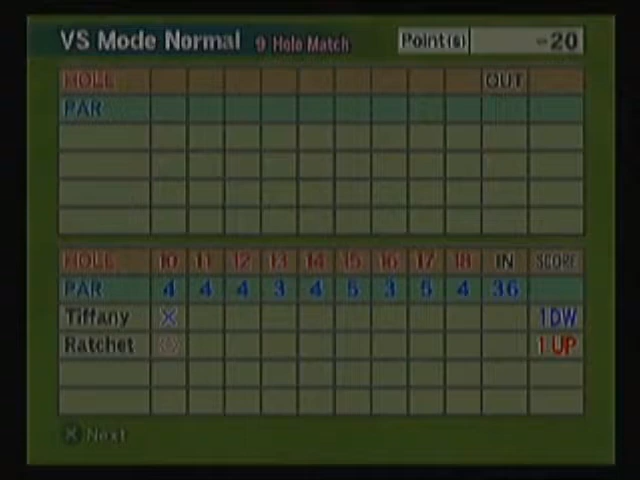 VS Mode Normal 9 Hole Match Point(s) -20
HOLE OUT
PAR
HOLE 10 11 12 13 14 15 16 17 18 IN SCORE
PAR 4 4 4 3 4 5 3 5 4 36
Tiffany X 1DW
Ratchet O 1UP
X Next